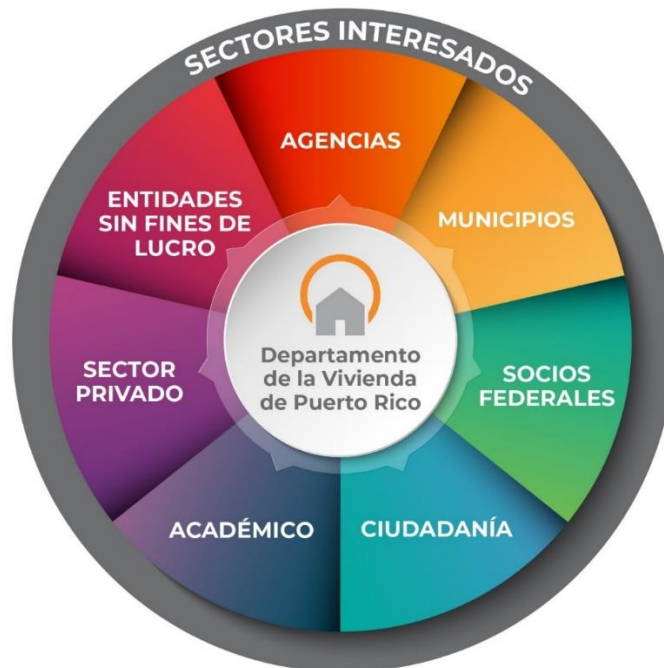 SECTORES INTERESADOS
AGENCIAS
MUNICIPIOS
SOCIOS
FEDERALES
CIUDADANÍA
ACADÉMICO
SECTOR
PRIVADO
ENTIDADES
SIN FINES DE
LUCRO
Departamento
de la Vivienda
de Puerto Rico